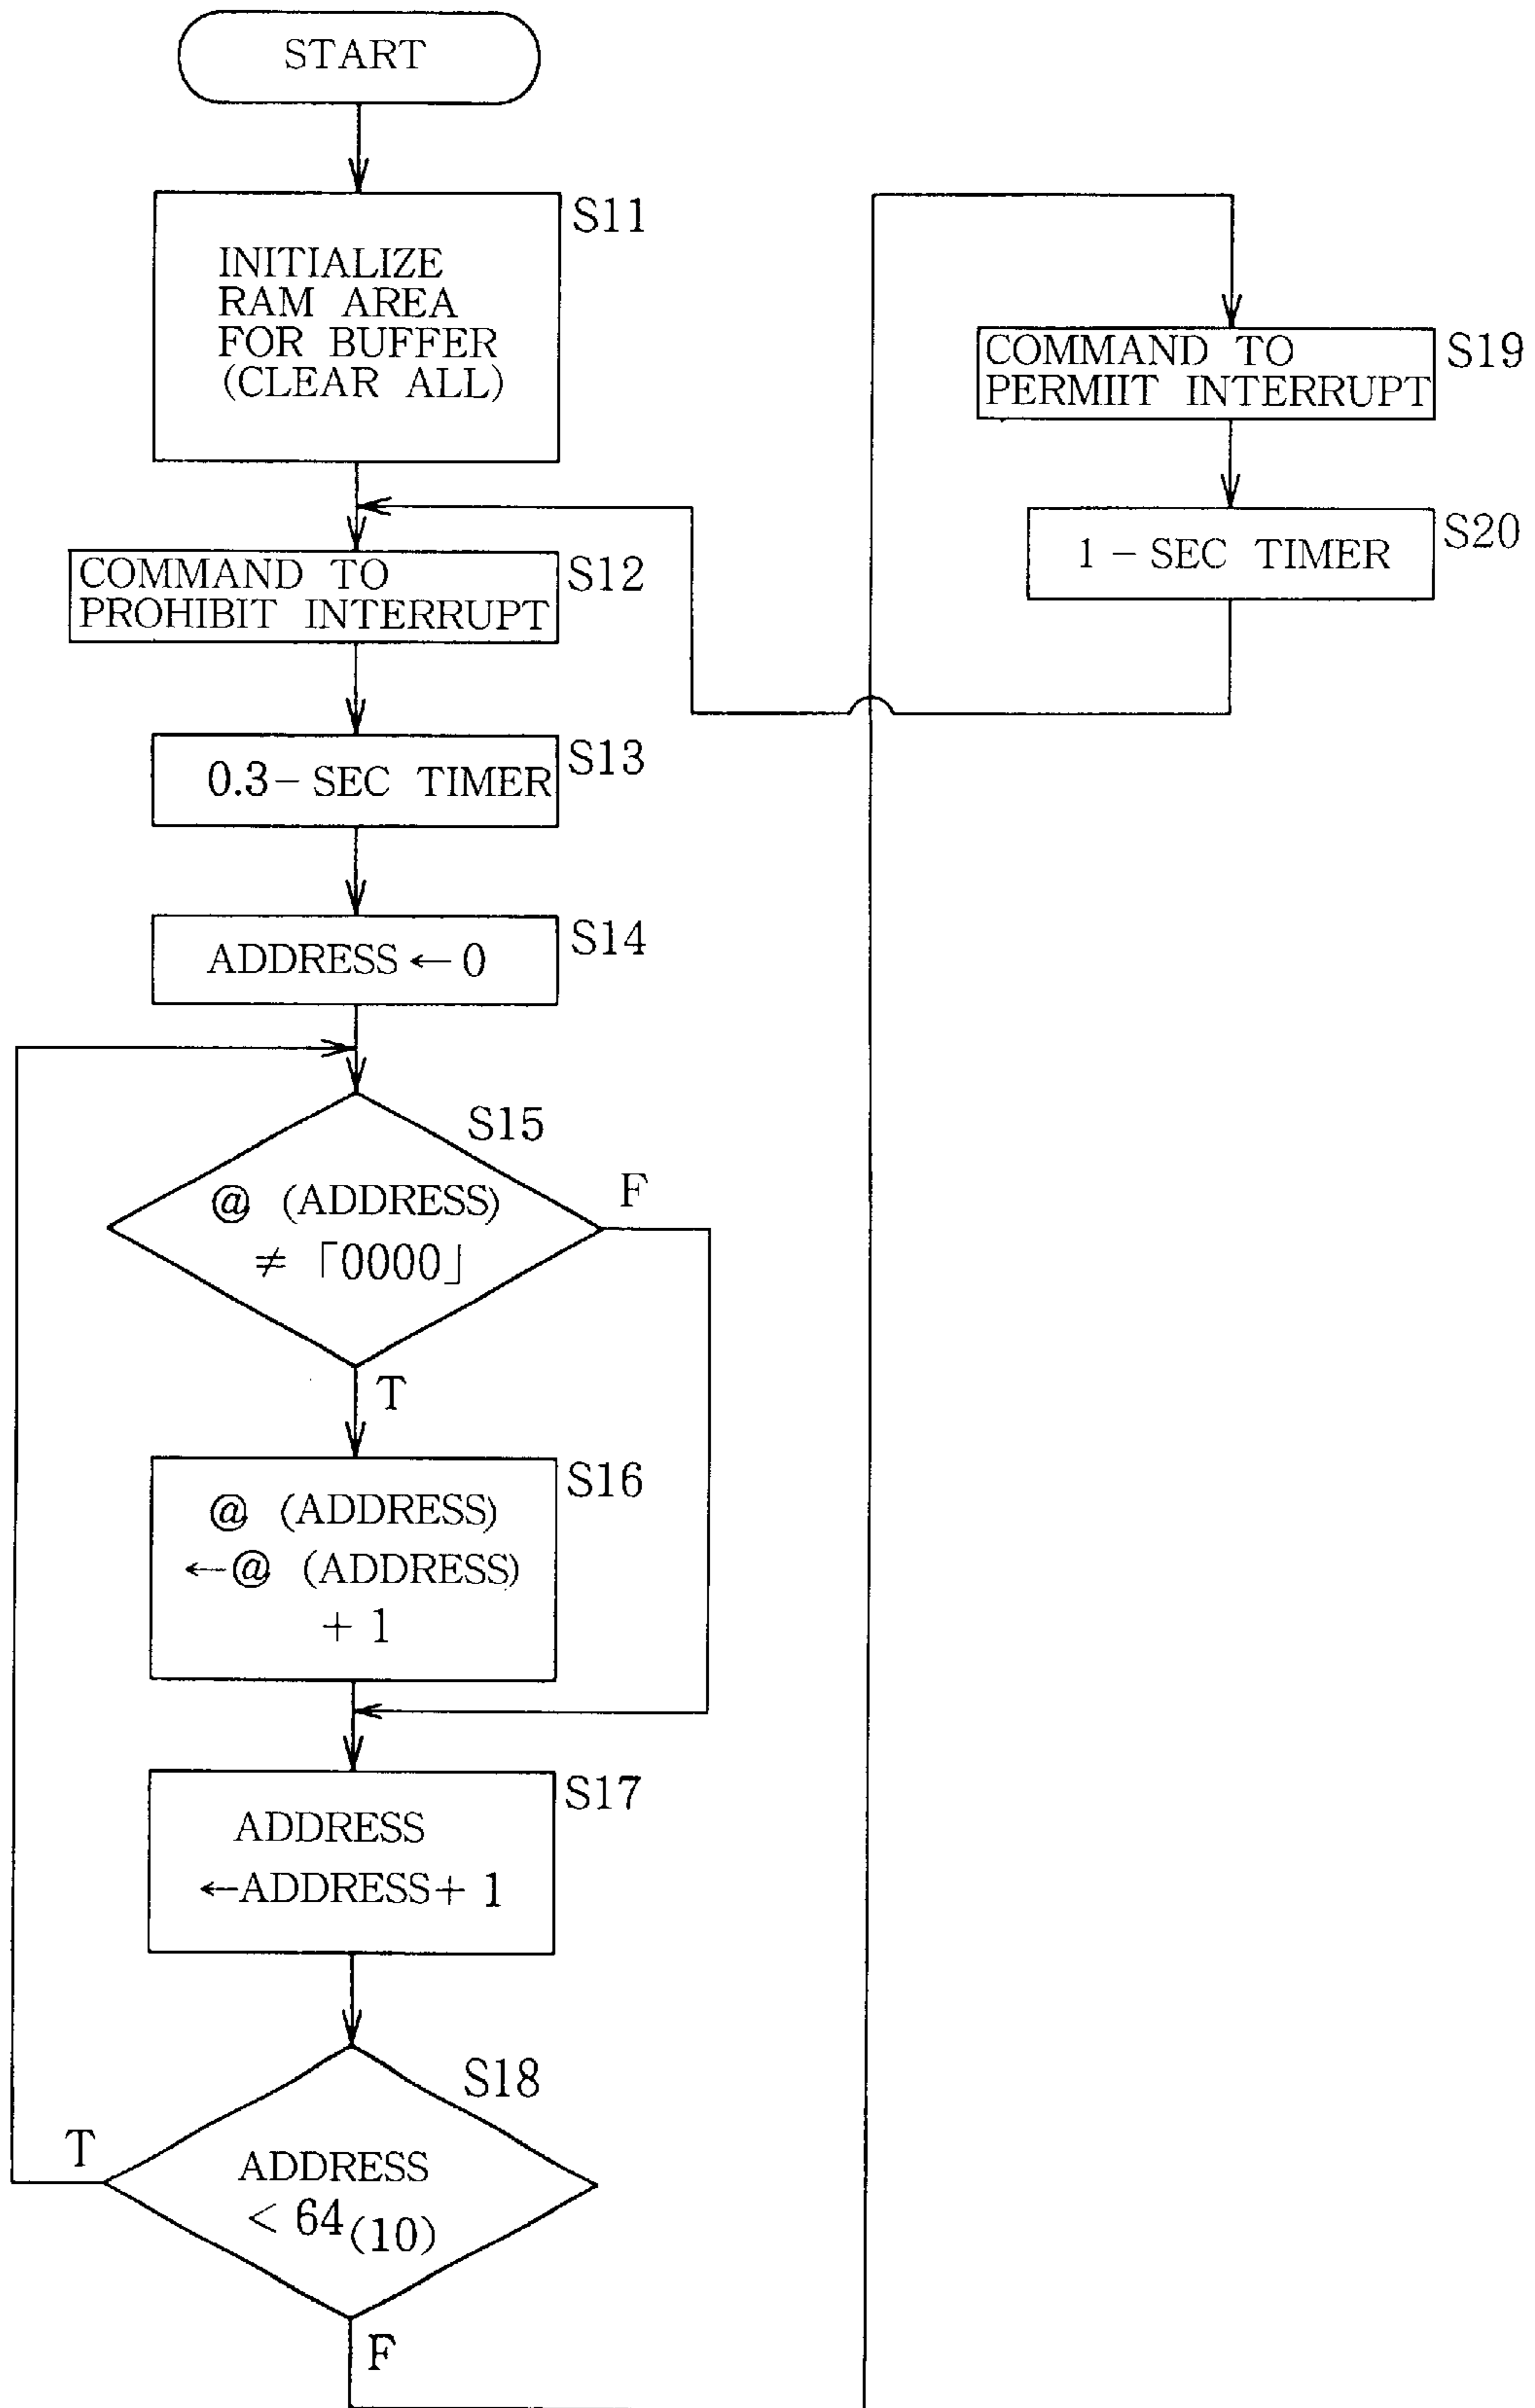 START
S11
INITIALIZE
RAM AREA
FOR BUFFER
(CLEAR ALL)
S12
COMMAND TO
PROHIBIT INTERRUPT
S13
0.3-SEC TIMER
S14
ADDRESS ← 0
S15
@ (ADDRESS)
≠ 「0000」
F
T
S16
@ (ADDRESS)
←@ (ADDRESS)
+ 1
S17
ADDRESS
←ADDRESS+ 1
S18
T
ADDRESS
< 64(10)
F
S19
COMMAND TO
PERMIIT INTERRUPT
S20
1-SEC TIMER